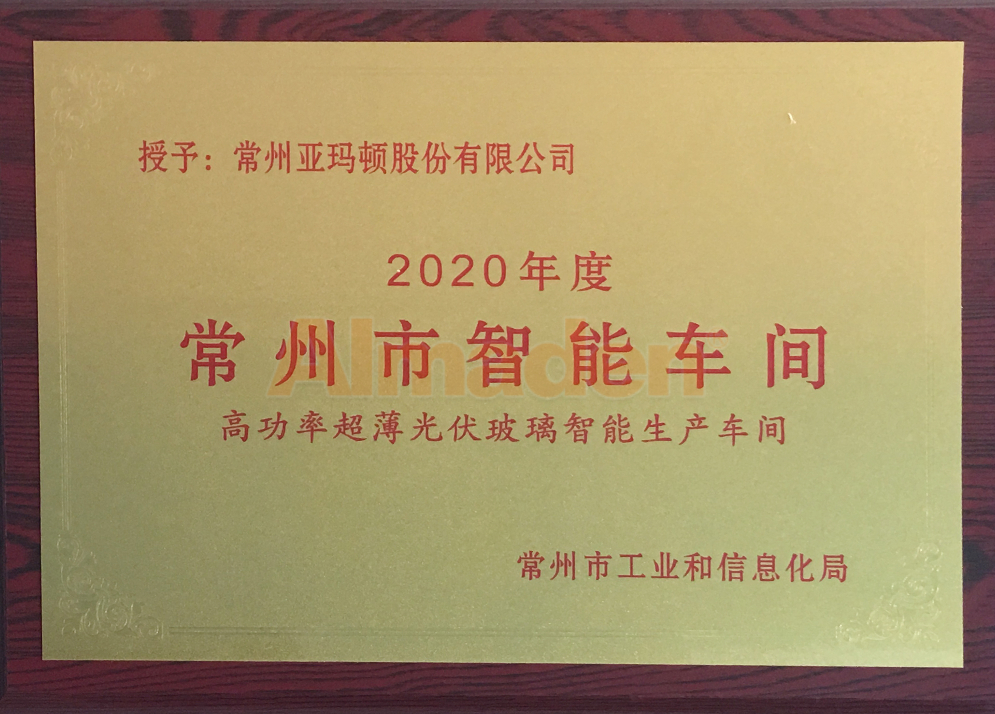 授予：常州亚玛顿股份有限公司
2020年度
常州市智能车间
Almaden
高功率超薄光伏玻璃智能生产车间
常州市工业和信息化局